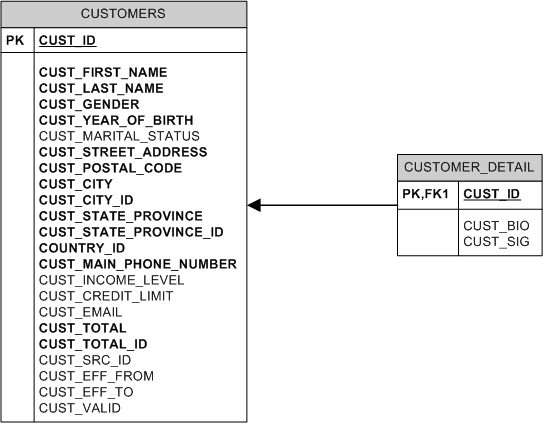 CUSTOMERS
PK CUST_ID
CUST_FIRST_NAME
CUST_LAST_NAME
CUST_GENDER
CUST_YEAR_OF_BIRTH
CUST_MARITAL_STATUS
CUST_STREET_ADDRESS
CUST_POSTAL_CODE
CUST_CITY
CUST_CITY_ID
CUST_STATE_PROVINCE
CUST_STATE_PROVINCE_ID
COUNTRY_ID
CUST_MAIN_PHONE_NUMBER
CUST_INCOME_LEVEL
CUST_CREDIT_LIMIT
CUST_EMAIL
CUST_TOTAL
CUST_TOTAL_ID
CUST_SRC_ID
CUST_EFF_FROM
CUST_EFF_TO
CUST_VALID
CUSTOMER_DETAIL
PK,FK1 CUST_ID
CUST_BIO
CUST_SIG